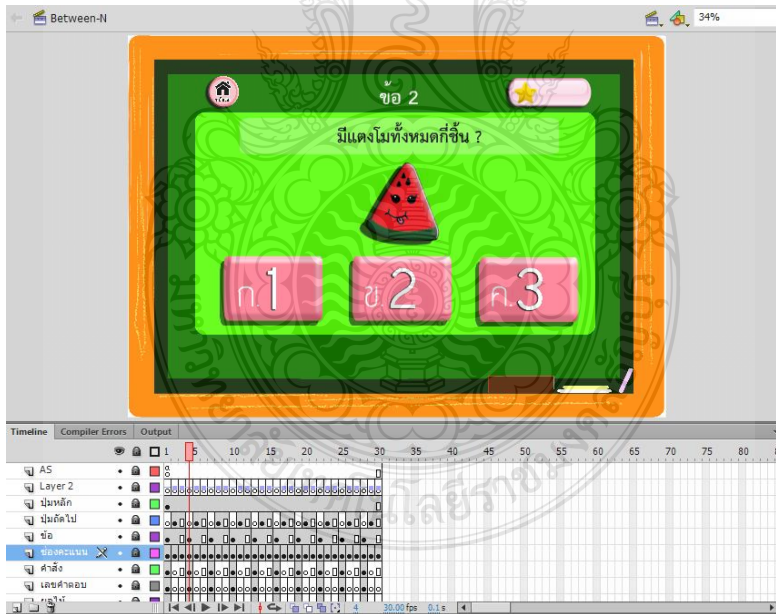 Between-N
34%
ข้อ 2
มีแตงโมทั้งหมดกี่ชิ้น ?
ก.1
ข.2
ค.3
Timeline Compiler Errors Output
1 5 10 15 20 25 30 35 40 45 50 55 60 65 70 75 80
AS
Layer 2
ปุ่มหลัก
ปุ่มถัดไป
ข้อ
ช่องคะแนน
คำสั่ง
เลขคำตอบ
ผลไม้
4 30.00 fps 0.1 s